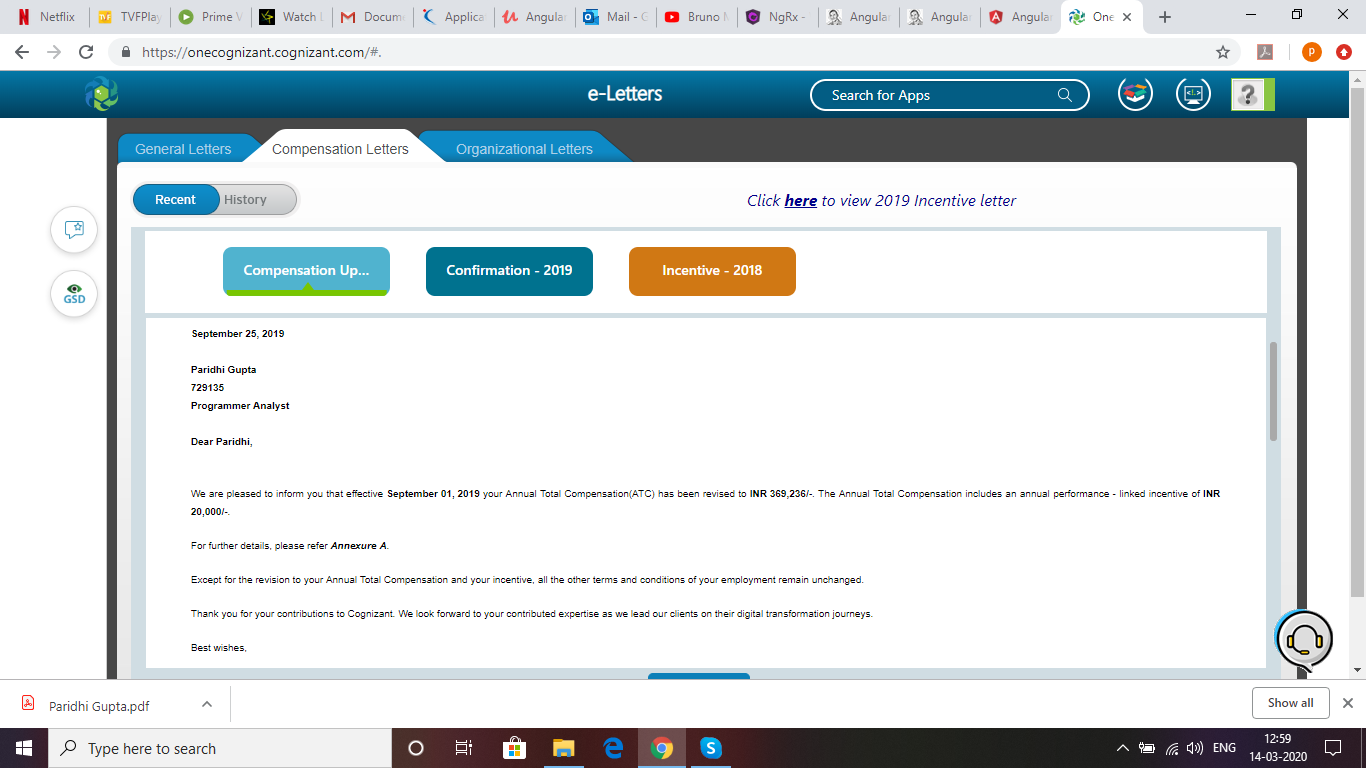 Netflix
TVFPlay
Prime V
Watch
Docume
Applica
Angular
Mail - G
Bruno M
NgRx -
Angular
Angular
Angular
One
https://onecognizant.cognizant.com/#.
P
e-Letters
Search for Apps
General Letters
Compensation Letters
Organizational Letters
Recent
History
Click here to view 2019 Incentive letter
GSD
Compensation Up...
Confirmation - 2019
Incentive - 2018
September 25, 2019
Paridhi Gupta
729135
Programmer Analyst
Dear Paridhi,
We are pleased to inform you that effective September 01, 2019 your Annual Total Compensation(ATC) has been revised to INR 369,236/-. The Annual Total Compensation includes an annual performance - linked incentive of INR
20,000/-.
For further details, please refer Annexure A.
Except for the revision to your Annual Total Compensation and your incentive, all the other terms and conditions of your employment remain unchanged.
Thank you for your contributions to Cognizant. We look forward to your contributed expertise as we lead our clients on their digital transformation journeys.
Best wishes,
Paridhi Gupta.pdf
Show all
Type here to search
ENG
12:59
14-03-2020